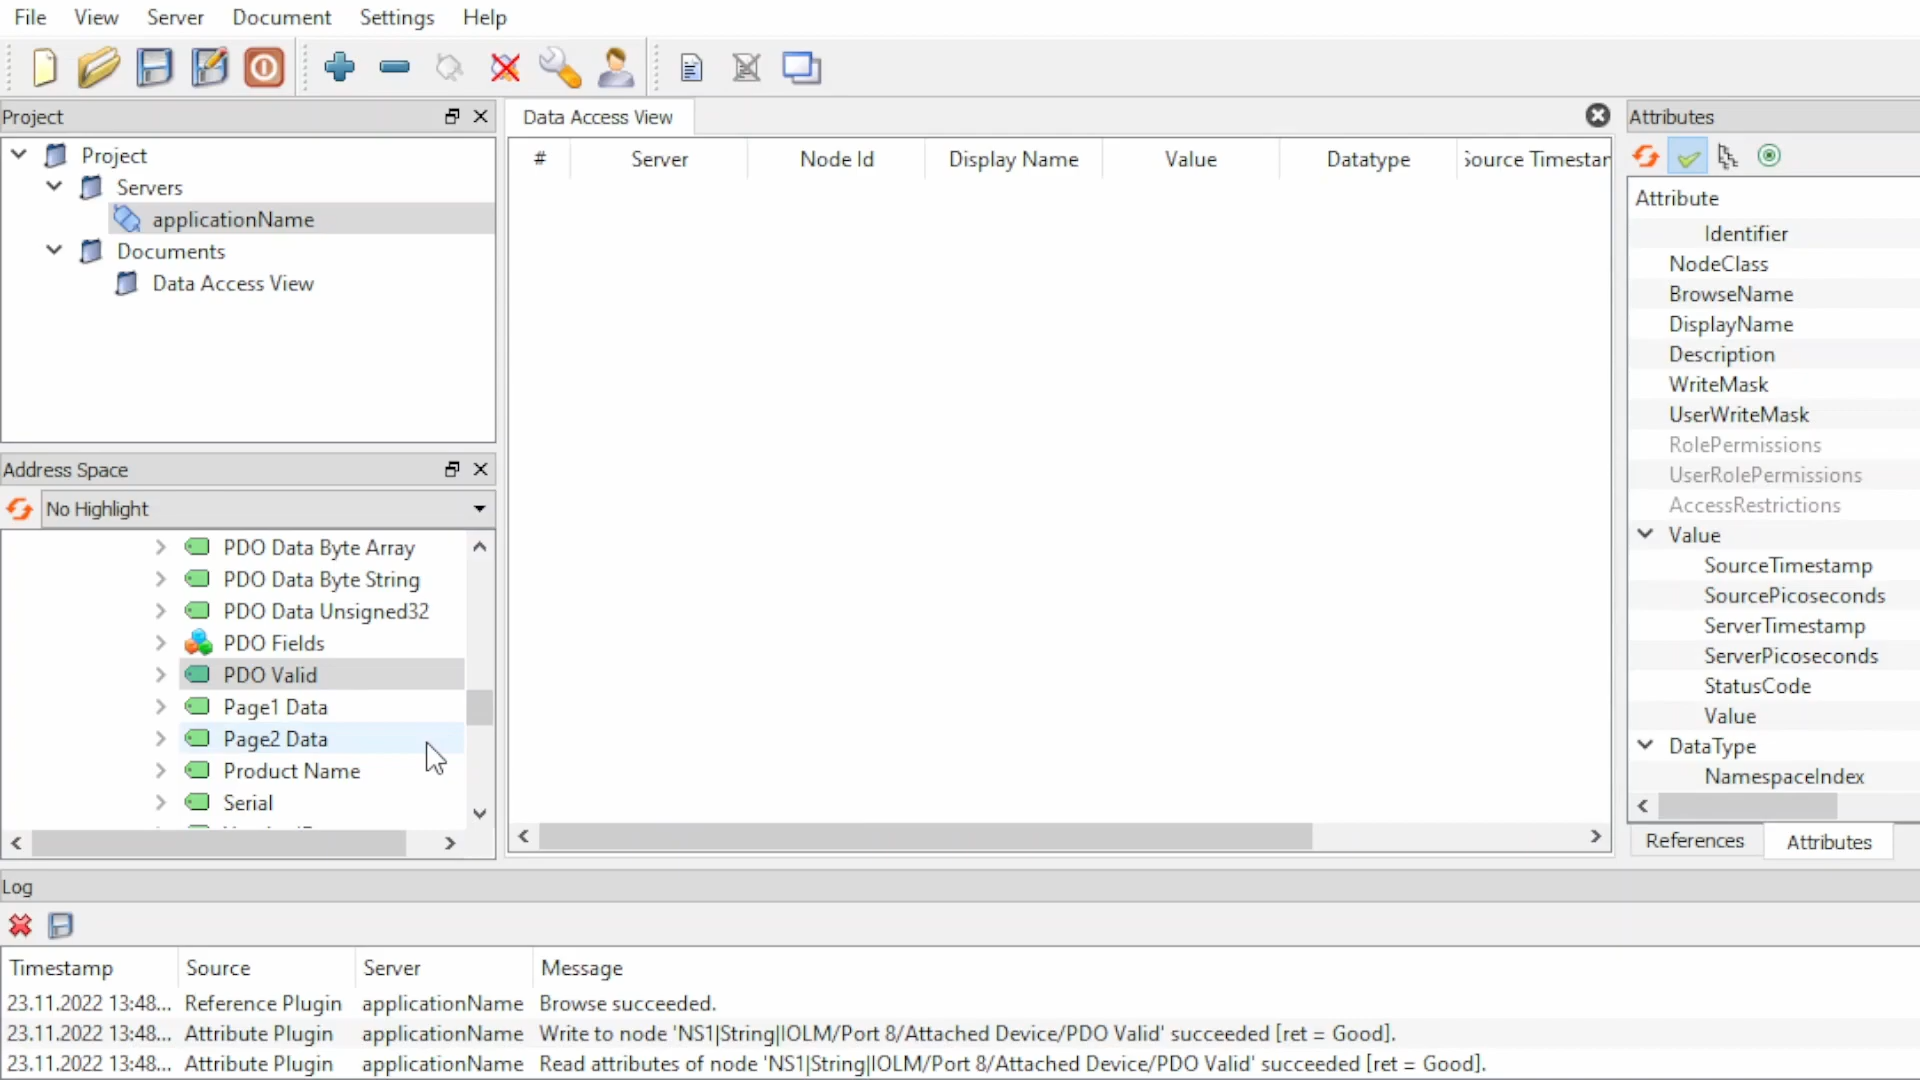 File View Server Document Settings Help
Project
Data Access View
Attributes
Project
Servers
applicationName
Documents
Data Access View
# Server Node Id Display Name Value Datatype Source Timestar
Attribute
Identifier
NodeClass
BrowseName
DisplayName
Description
WriteMask
UserWriteMask
RolePermissions
UserRolePermissions
AccessRestrictions
Value
SourceTimestamp
SourcePicoseconds
ServerTimestamp
ServerPicoseconds
StatusCode
Value
DataType
NamespaceIndex
References Attributes
Address Space
No Highlight
PDO Data Byte Array
PDO Data Byte String
PDO Data Unsigned32
PDO Fields
PDO Valid
Page1 Data
Page2 Data
Product Name
Serial
Log
Timestamp Source Server Message
23.11.2022 13:48... Reference Plugin applicationName Browse succeeded.
23.11.2022 13:48... Attribute Plugin applicationName Write to node 'NS1|String|IOLM/Port 8/Attached Device/PDO Valid' succeeded [ret = Good].
23.11.2022 13:48... Attribute Plugin applicationName Read attributes of node 'NS1|String|IOLM/Port 8/Attached Device/PDO Valid' succeeded [ret = Good].